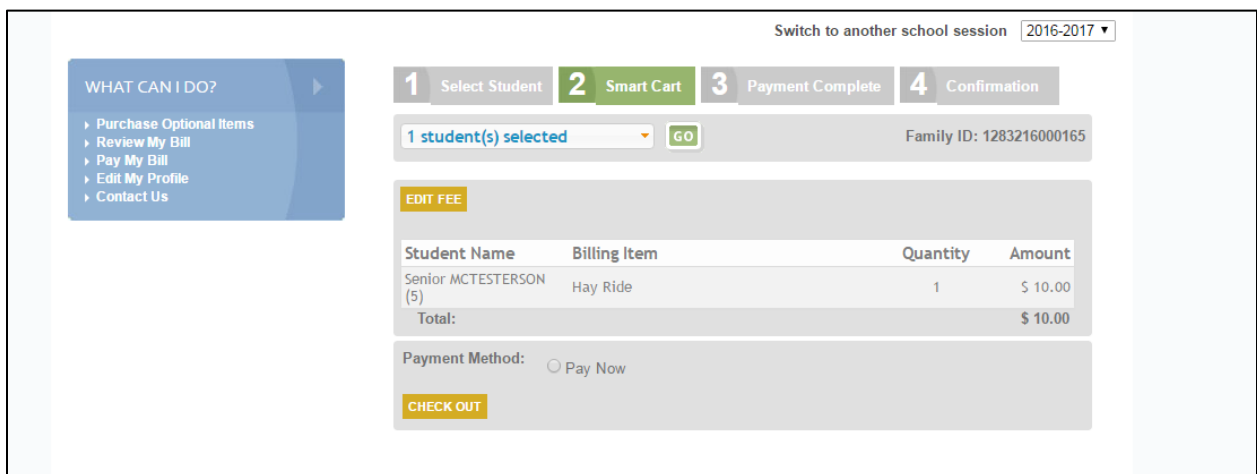 Switch to another school session 2016-2017
WHAT CAN I DO?
Purchase Optional Items
Review My Bill
Pay My Bill
Edit My Profile
Contact Us
1 Select Student 2 Smart Cart 3 Payment Complete 4 Confirmation
1 student(s) selected GO Family ID: 1283216000165
EDIT FEE
Student Name Billing Item Quantity Amount
Senior MCTESTERSON
(5) Hay Ride 1 $ 10.00
Total: $ 10.00
Payment Method: Pay Now
CHECK OUT